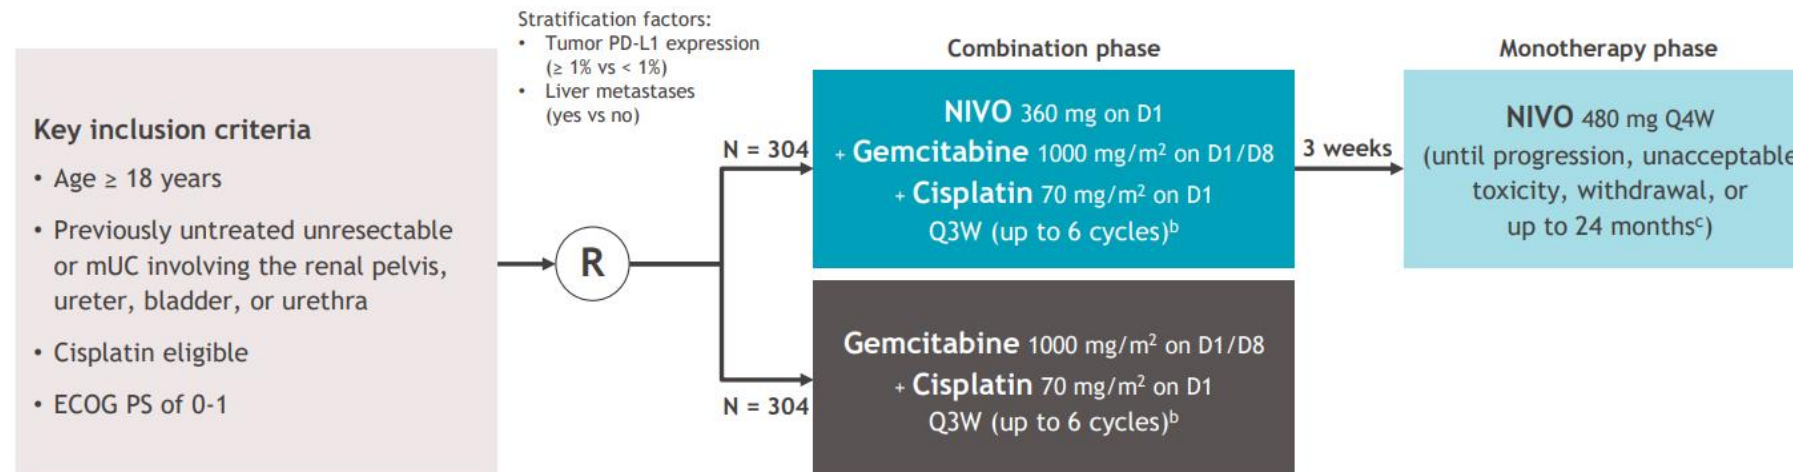 Stratification factors:
• Tumor PD-L1 expression
(≥ 1% vs < 1%)
• Liver metastases
(yes vs no)
Key inclusion criteria
• Age ≥ 18 years
• Previously untreated unresectable
or mUC involving the renal pelvis,
ureter, bladder, or urethra
• Cisplatin eligible
• ECOG PS of 0-1
R
N = 304
N = 304
Combination phase
NIVO 360 mg on D1
+ Gemcitabine 1000 mg/m² on D1/D8
+ Cisplatin 70 mg/m² on D1
Q3W (up to 6 cycles)ᵇ
Gemcitabine 1000 mg/m² on D1/D8
+ Cisplatin 70 mg/m² on D1
Q3W (up to 6 cycles)ᵇ
3 weeks
Monotherapy phase
NIVO 480 mg Q4W
(until progression, unacceptable
toxicity, withdrawal, or
up to 24 monthsᶜ)